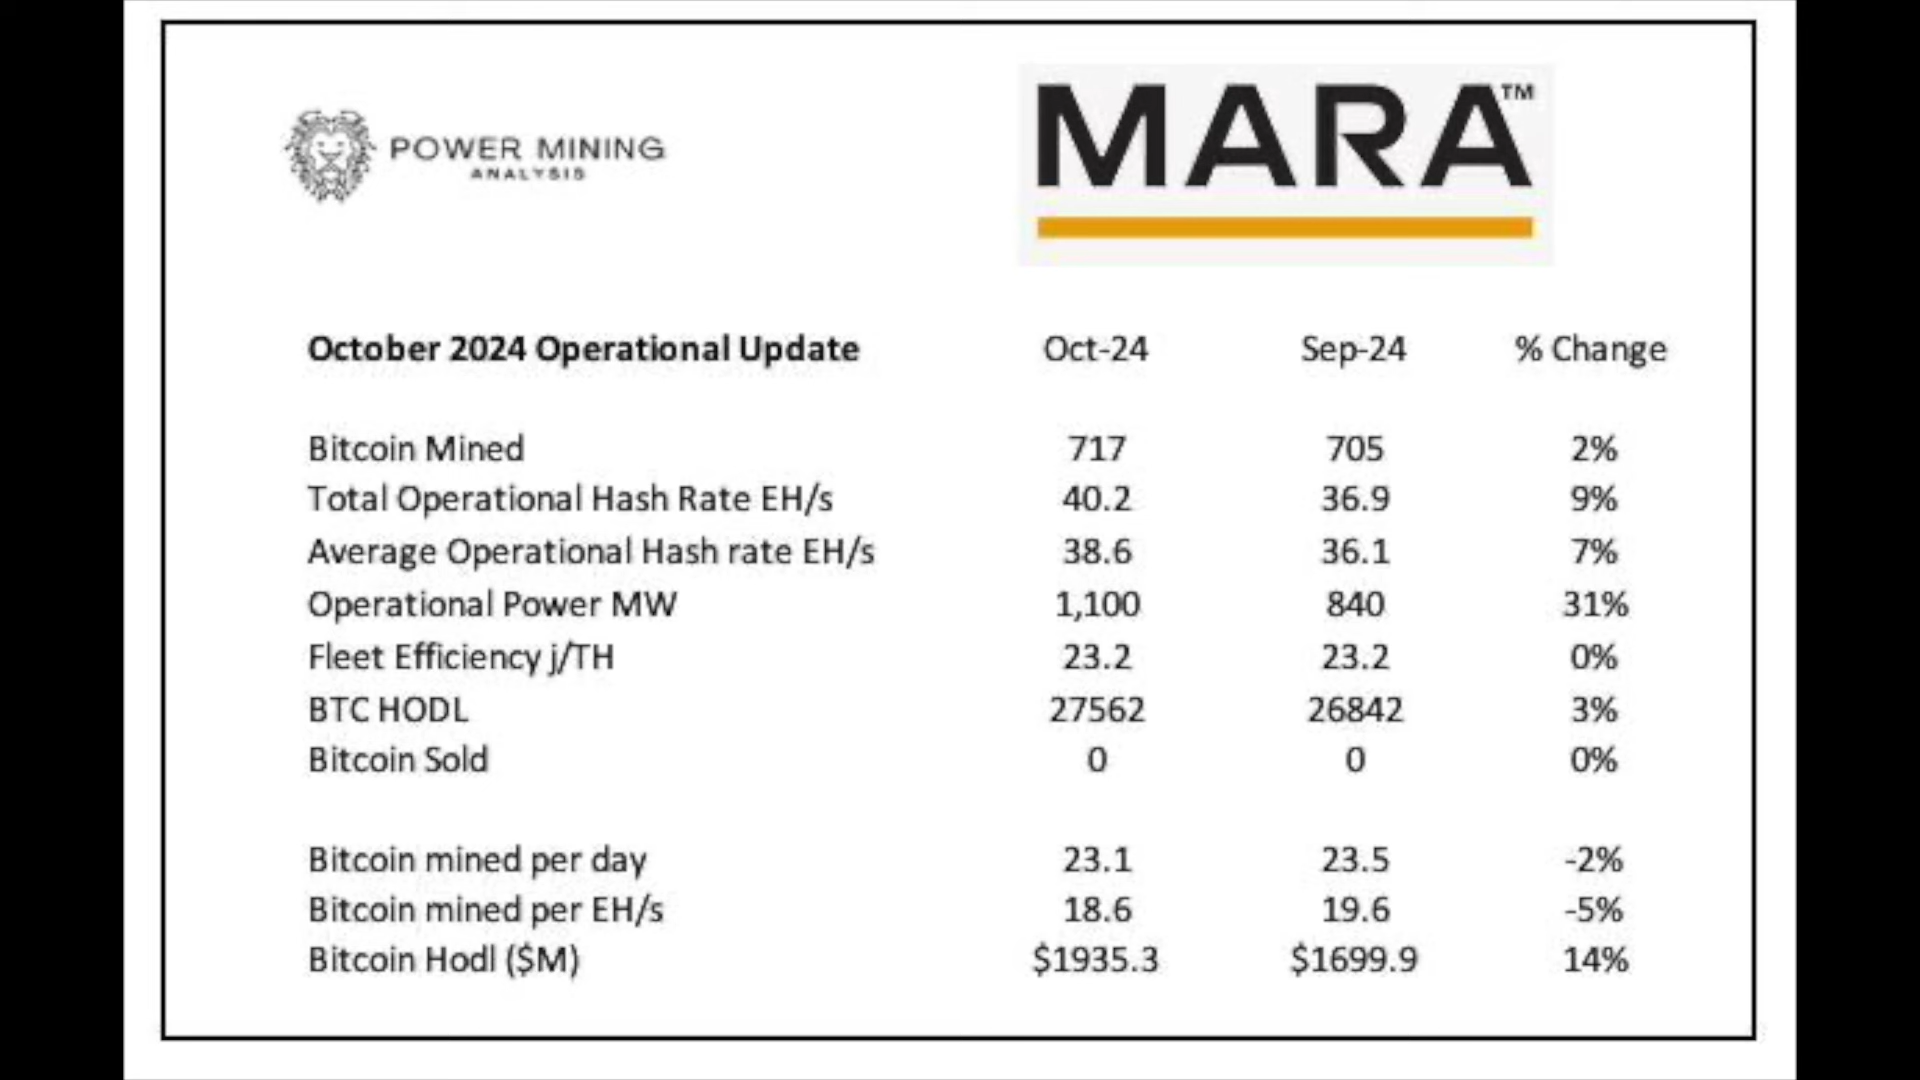 POWER MINING
ANALYSIS
MARA™
October 2024 Operational Update Oct-24 Sep-24 % Change
Bitcoin Mined 717 705 2%
Total Operational Hash Rate EH/s 40.2 36.9 9%
Average Operational Hash rate EH/s 38.6 36.1 7%
Operational Power MW 1,100 840 31%
Fleet Efficiency j/TH 23.2 23.2 0%
BTC HODL 27562 26842 3%
Bitcoin Sold 0 0 0%
Bitcoin mined per day 23.1 23.5 -2%
Bitcoin mined per EH/s 18.6 19.6 -5%
Bitcoin Hodl ($M) $1935.3 $1699.9 14%